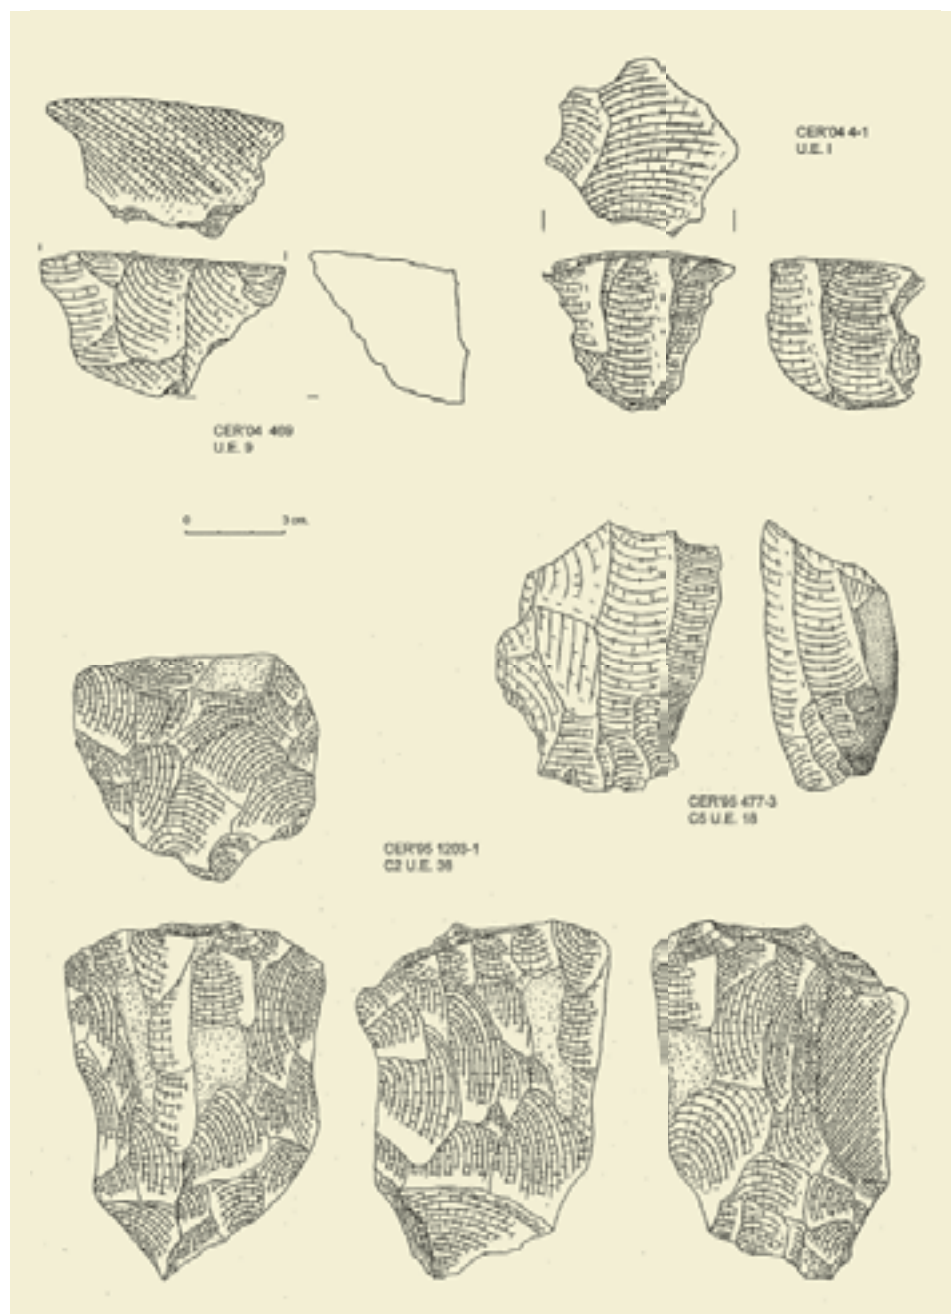 CER'04 4-1
U.E. I
CER'04 469
U.E. 9
0 3 cm.
CER'95 477-3
C5 U.E. 18
CER'95 1203-1
C2 U.E. 36